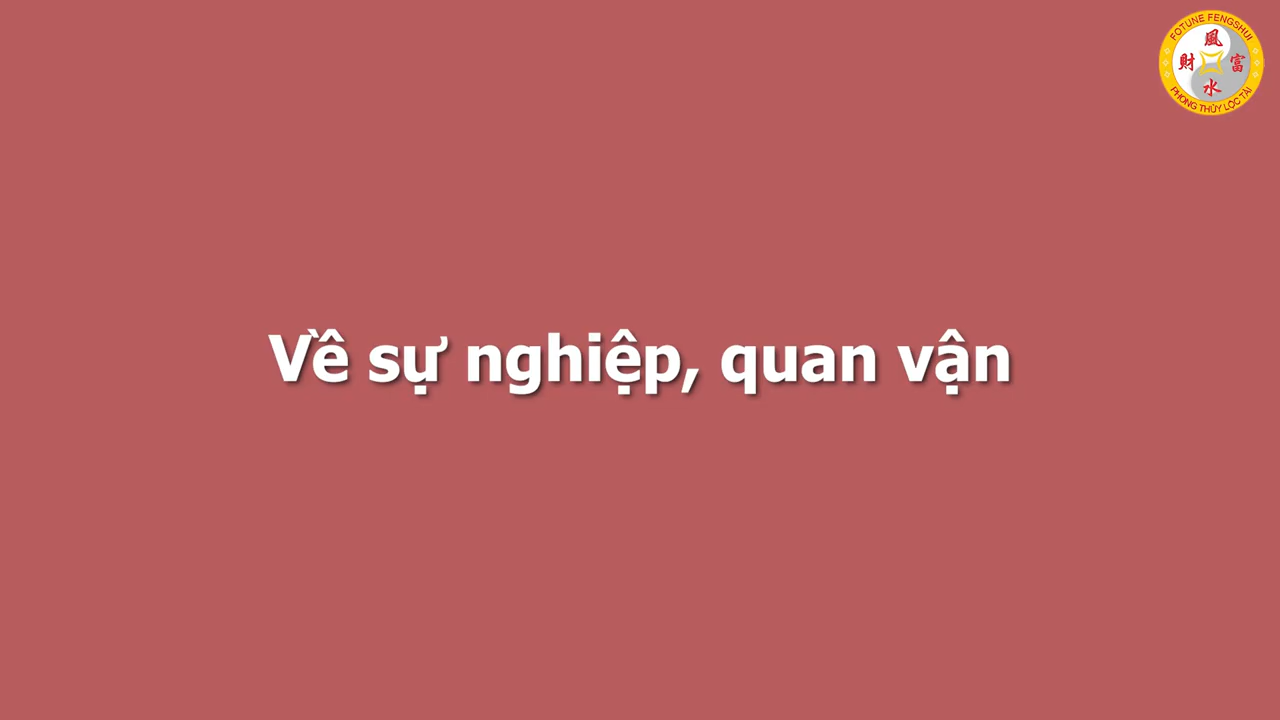 FOTUNE FENGSHUI
風
財 富
水
PHONG THỦY LỘC TÀI
Về sự nghiệp, quan vận